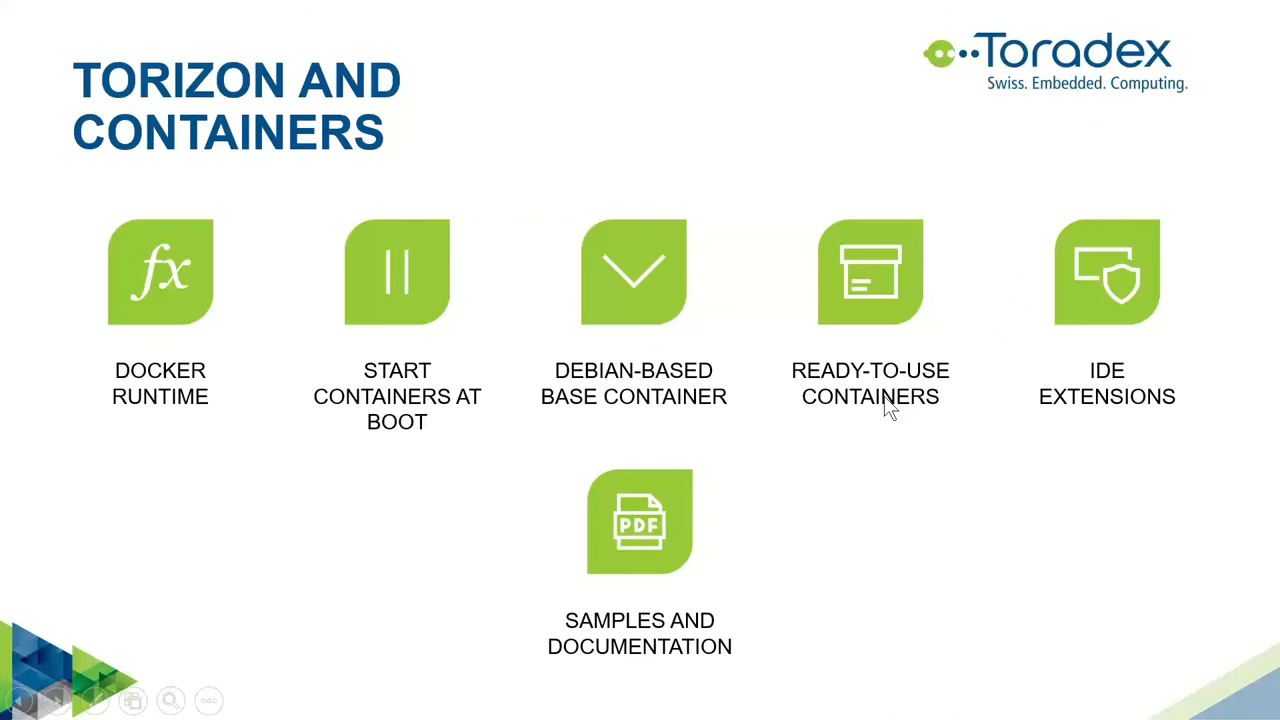 TORIZON AND
CONTAINERS
Toradex
Swiss. Embedded. Computing.
fx
DOCKER
RUNTIME
START
CONTAINERS AT
BOOT
DEBIAN-BASED
BASE CONTAINER
READY-TO-USE
CONTAINERS
IDE
EXTENSIONS
PDF
SAMPLES AND
DOCUMENTATION